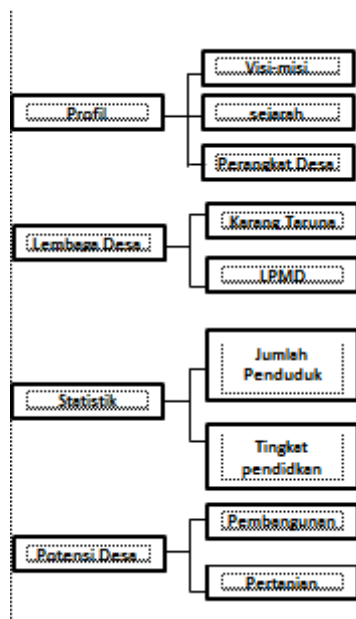 Profil
Visi-misi
sejarah
Perangkat Desa
Lembaga Desa
Karang Taruna
LPMD
Statistik
Jumlah
Penduduk
Tingkat
pendidkan
Potensi Desa
Pembangunan
Pertanian